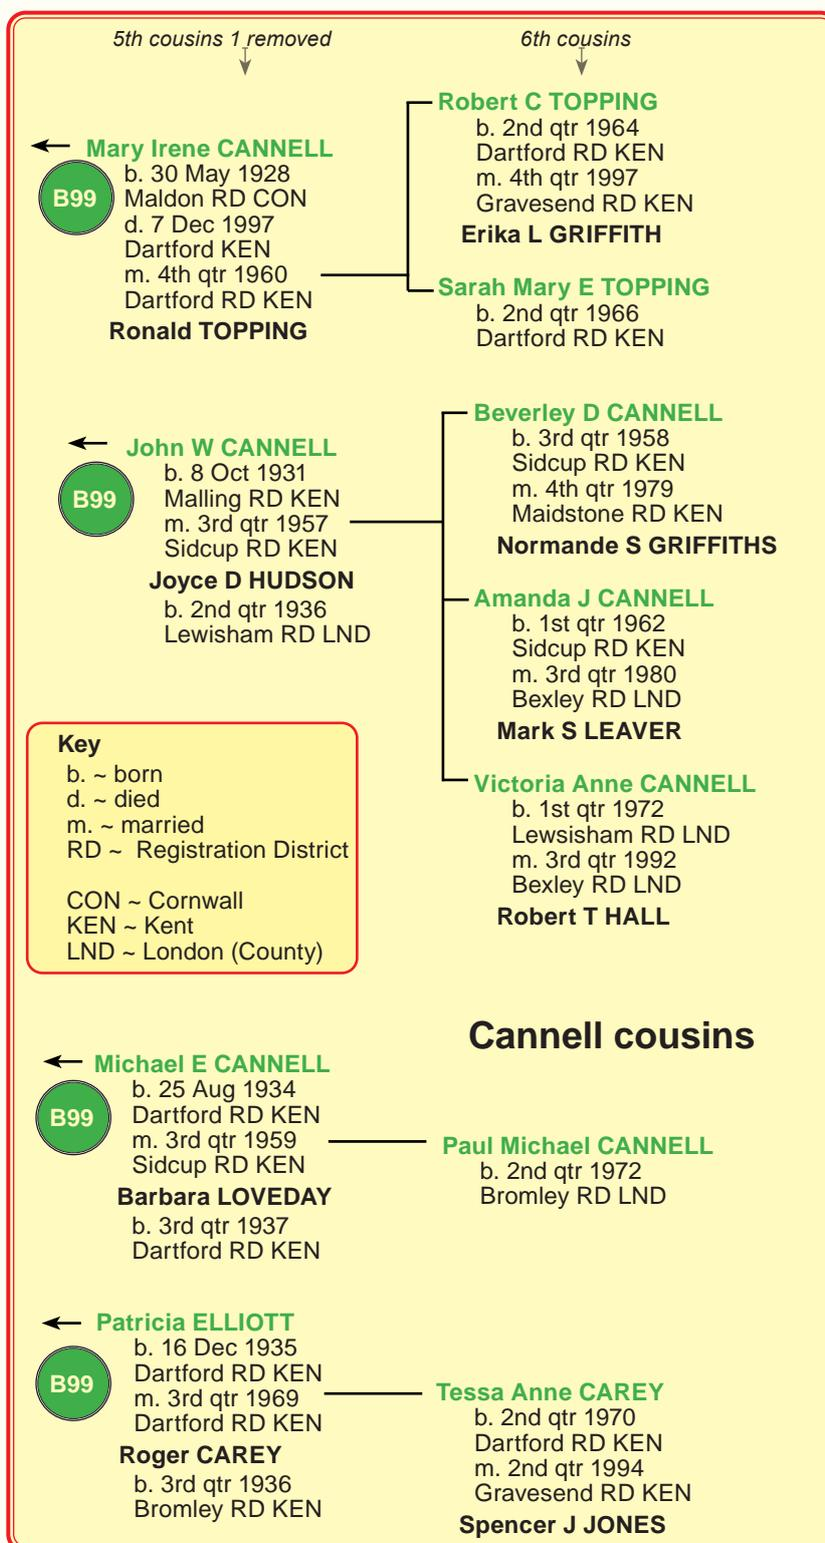 5th cousins 1 removed
6th cousins
Mary Irene CANNELL
B99
b. 30 May 1928
Maldon RD CON
d. 7 Dec 1997
Dartford KEN
m. 4th qtr 1960
Dartford RD KEN
Ronald TOPPING
Robert C TOPPING
b. 2nd qtr 1964
Dartford RD KEN
m. 4th qtr 1997
Gravesend RD KEN
Erika L GRIFFITH
Sarah Mary E TOPPING
b. 2nd qtr 1966
Dartford RD KEN
John W CANNELL
B99
b. 8 Oct 1931
Malling RD KEN
m. 3rd qtr 1957
Sidcup RD KEN
Joyce D HUDSON
b. 2nd qtr 1936
Lewisham RD LND
Beverley D CANNELL
b. 3rd qtr 1958
Sidcup RD KEN
m. 4th qtr 1979
Maidstone RD KEN
Normande S GRIFFITHS
Amanda J CANNELL
b. 1st qtr 1962
Sidcup RD KEN
m. 3rd qtr 1980
Bexley RD LND
Mark S LEAVER
Victoria Anne CANNELL
b. 1st qtr 1972
Lewsisham RD LND
m. 3rd qtr 1992
Bexley RD LND
Robert T HALL
Key
b. ~ born
d. ~ died
m. ~ married
RD ~ Registration District
CON ~ Cornwall
KEN ~ Kent
LND ~ London (County)
Cannell cousins
Michael E CANNELL
B99
b. 25 Aug 1934
Dartford RD KEN
m. 3rd qtr 1959
Sidcup RD KEN
Barbara LOVEDAY
b. 3rd qtr 1937
Dartford RD KEN
Paul Michael CANNELL
b. 2nd qtr 1972
Bromley RD LND
Patricia ELLIOTT
B99
b. 16 Dec 1935
Dartford RD KEN
m. 3rd qtr 1969
Dartford RD KEN
Roger CAREY
b. 3rd qtr 1936
Bromley RD KEN
Tessa Anne CAREY
b. 2nd qtr 1970
Dartford RD KEN
m. 2nd qtr 1994
Gravesend RD KEN
Spencer J JONES